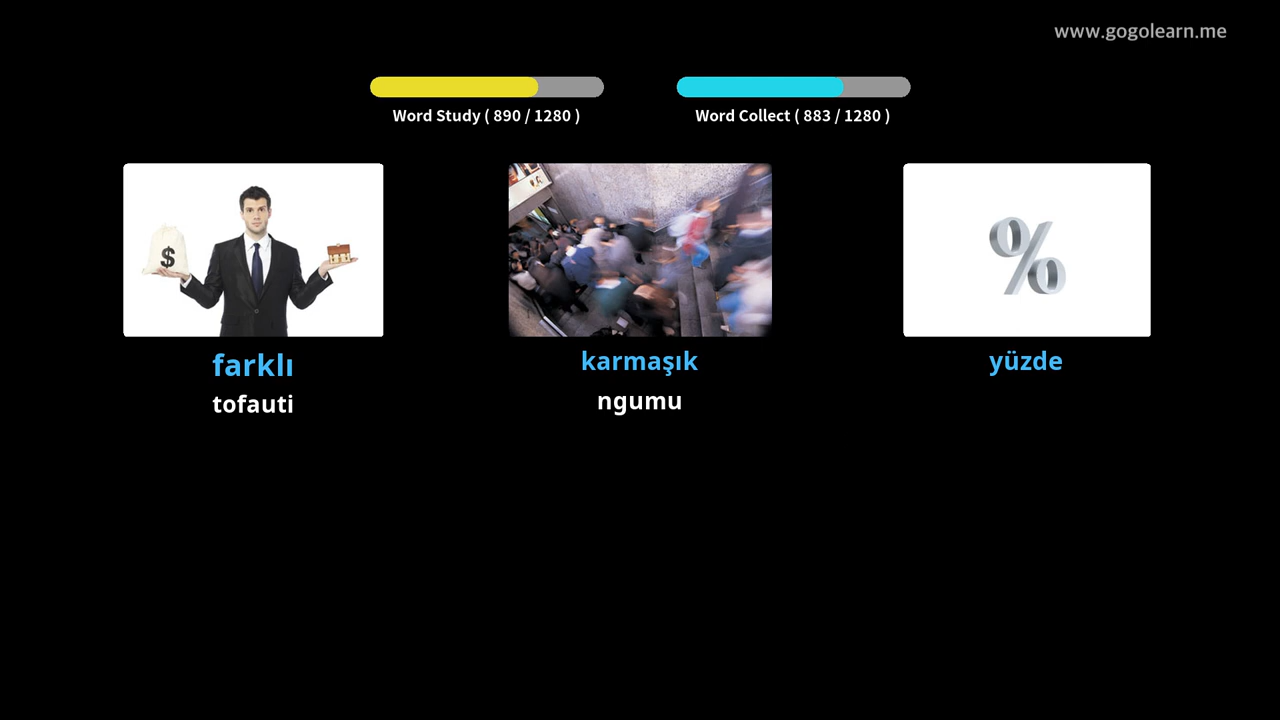 www.gogolearn.me
Word Study ( 890 / 1280 )
Word Collect ( 883 / 1280 )
$
%
farklı
tofauti
karmaşık
ngumu
yüzde